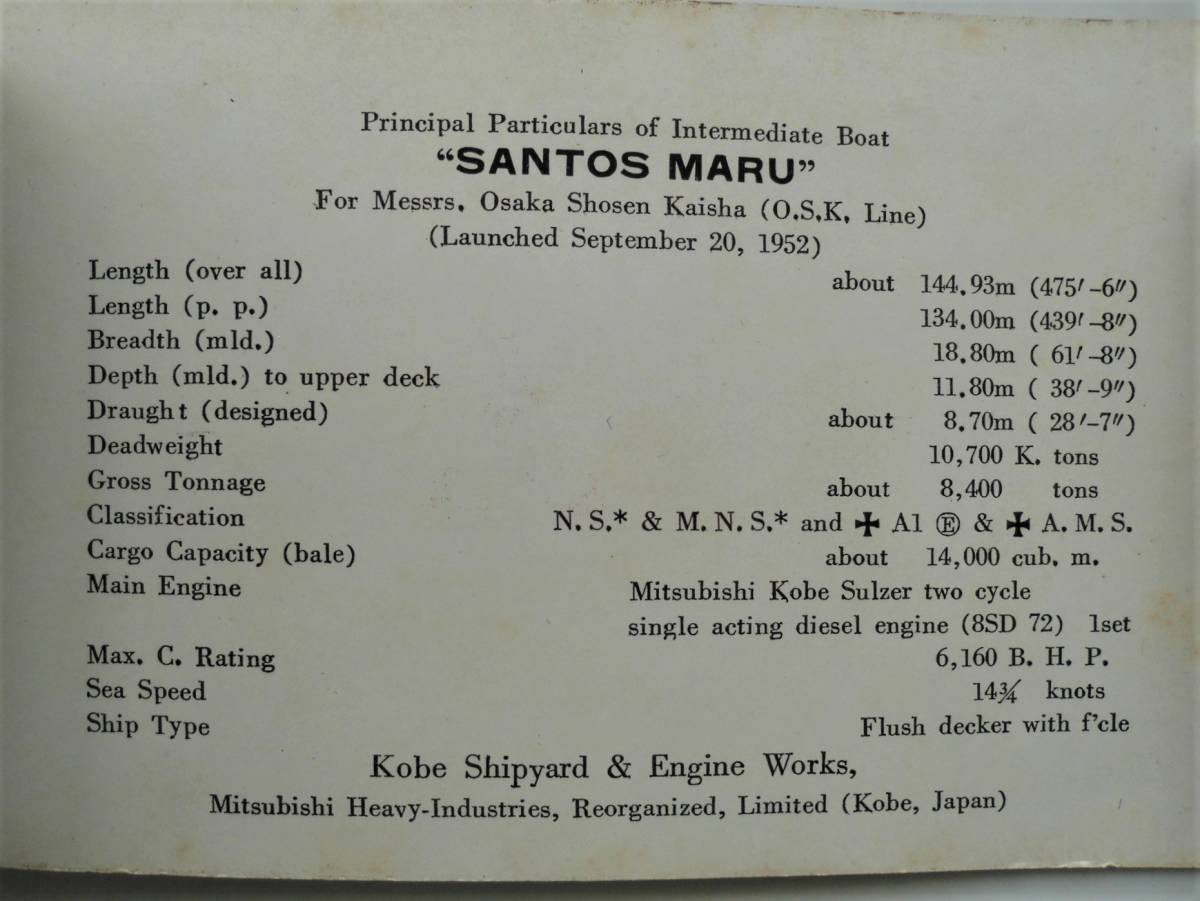 Principal Particulars of Intermediate Boat
“SANTOS MARU”
For Messrs. Osaka Shosen Kaisha (O.S.K. Line)
(Launched September 20, 1952)
Length (over all) about 144.93m (475′-6″)
Length (p. p.) 134.00m (439′-8″)
Breadth (mld.) 18.80m ( 61′-8″)
Depth (mld.) to upper deck 11.80m ( 38′-9″)
Draught (designed) about 8.70m ( 28′-7″)
Deadweight 10,700 K. tons
Gross Tonnage about 8,400 tons
Classification N. S.* & M. N. S.* and ✠ A1 Ⓔ & ✠ A. M. S.
Cargo Capacity (bale) about 14,000 cub. m.
Main Engine Mitsubishi Kobe Sulzer two cycle
single acting diesel engine (8SD 72) 1set
Max. C. Rating 6,160 B. H. P.
Sea Speed 14¾ knots
Ship Type Flush decker with f’cle
Kobe Shipyard & Engine Works,
Mitsubishi Heavy-Industries, Reorganized, Limited (Kobe, Japan)